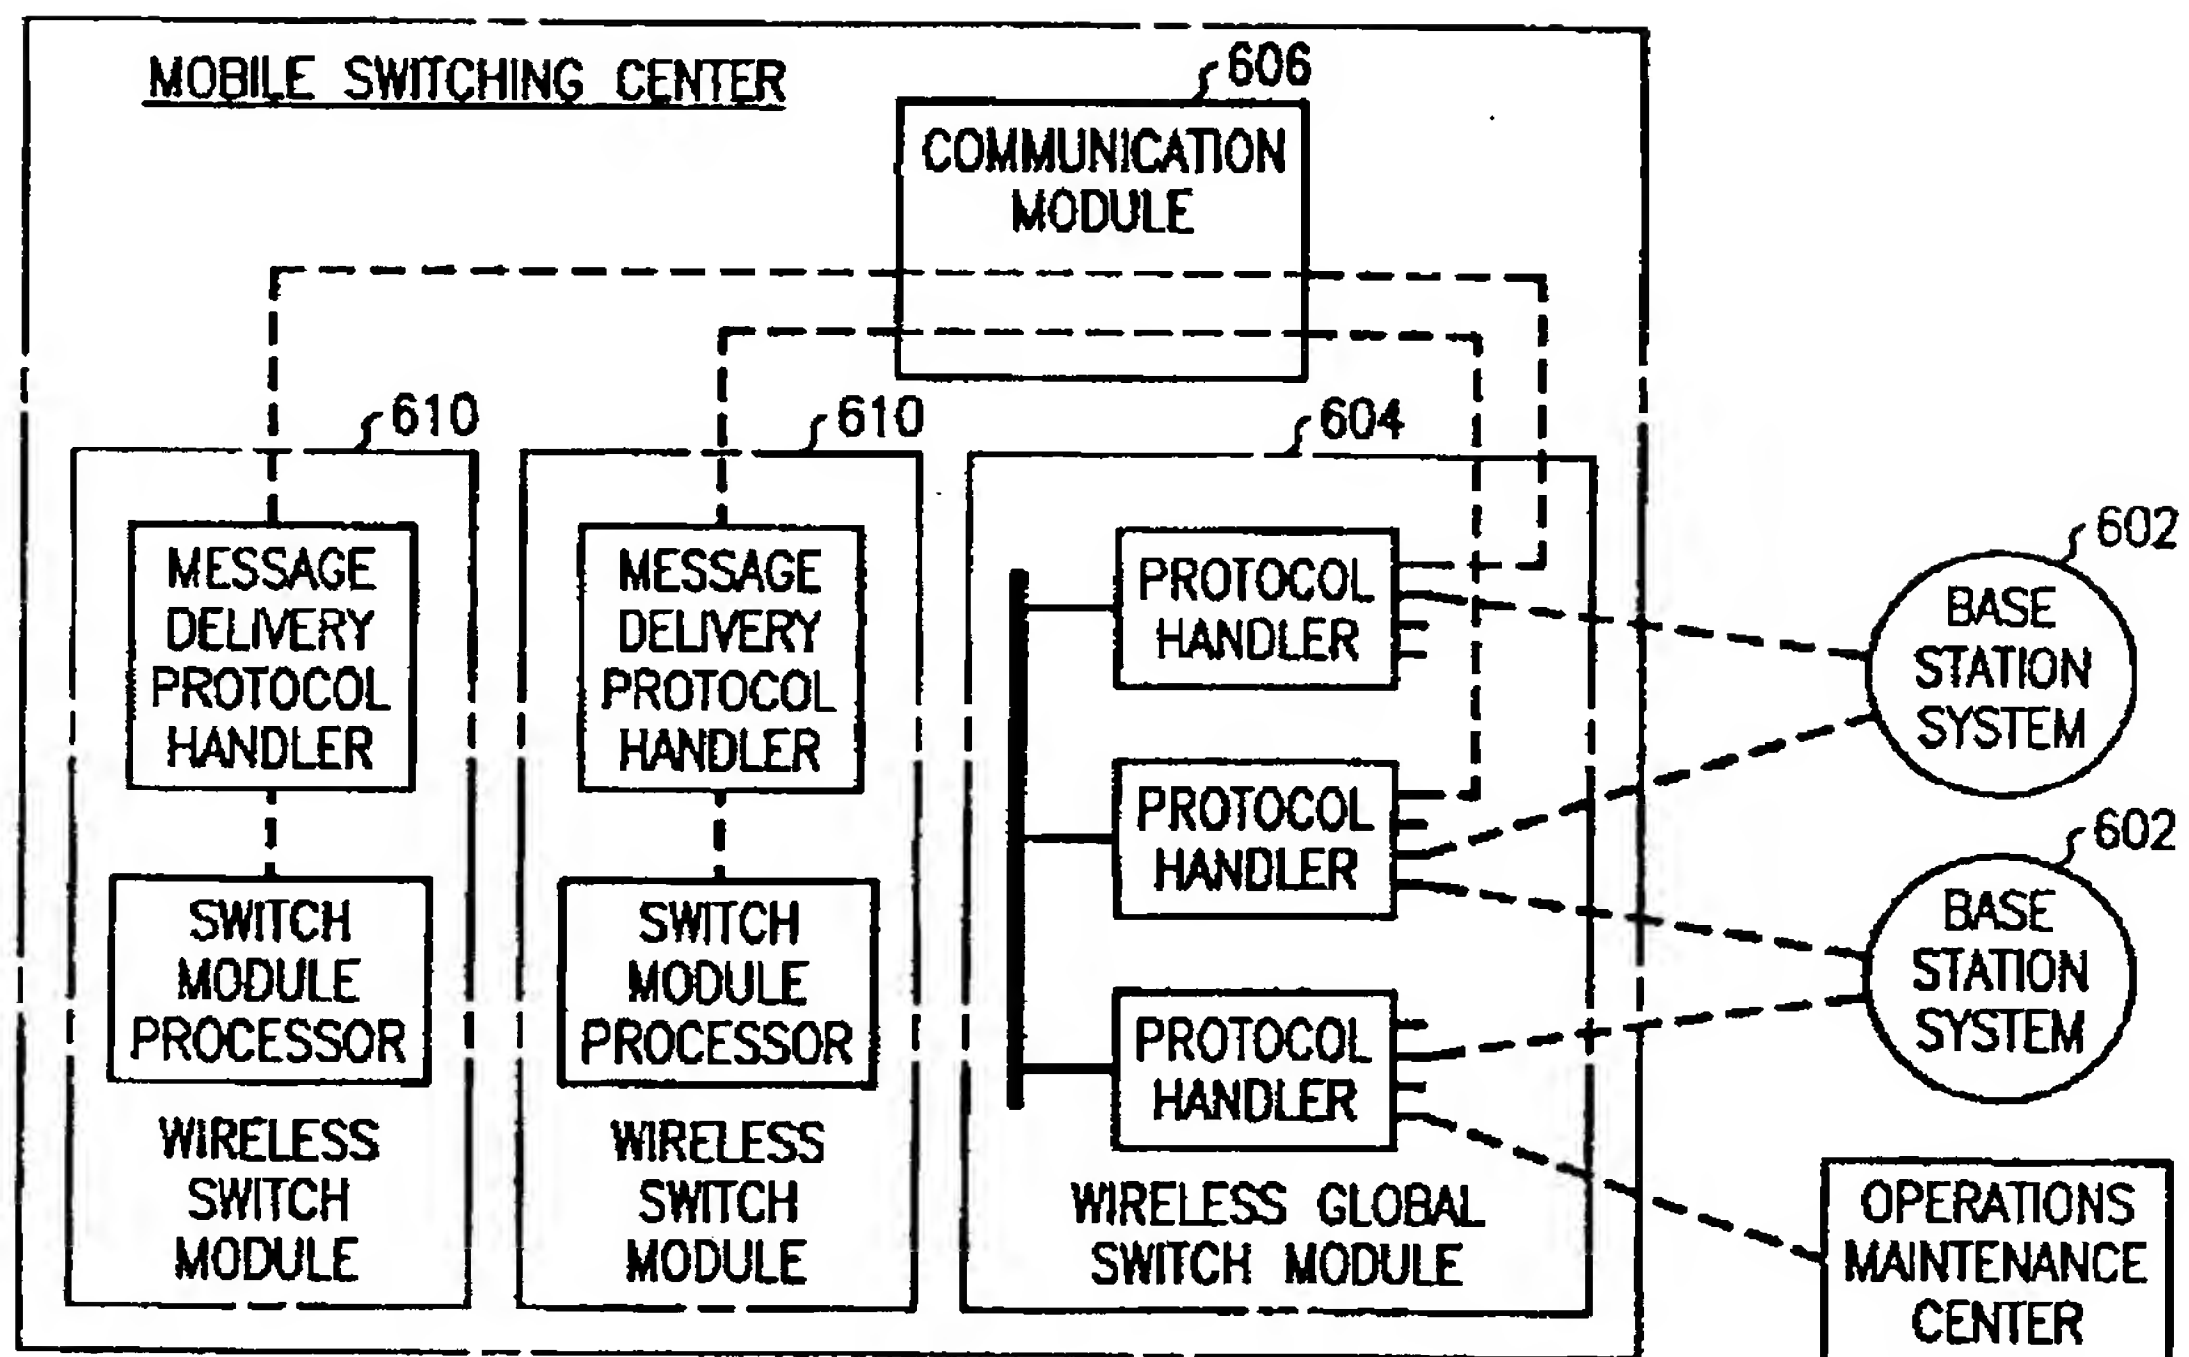 MOBILE SWITCHING CENTER
606
COMMUNICATION
MODULE
610
610
604
MESSAGE
DELIVERY
PROTOCOL
HANDLER
SWITCH
MODULE
PROCESSOR
WIRELESS
SWITCH
MODULE
MESSAGE
DELIVERY
PROTOCOL
HANDLER
SWITCH
MODULE
PROCESSOR
WIRELESS
SWITCH
MODULE
PROTOCOL
HANDLER
PROTOCOL
HANDLER
PROTOCOL
HANDLER
WIRELESS GLOBAL
SWITCH MODULE
602
BASE
STATION
SYSTEM
602
BASE
STATION
SYSTEM
OPERATIONS
MAINTENANCE
CENTER